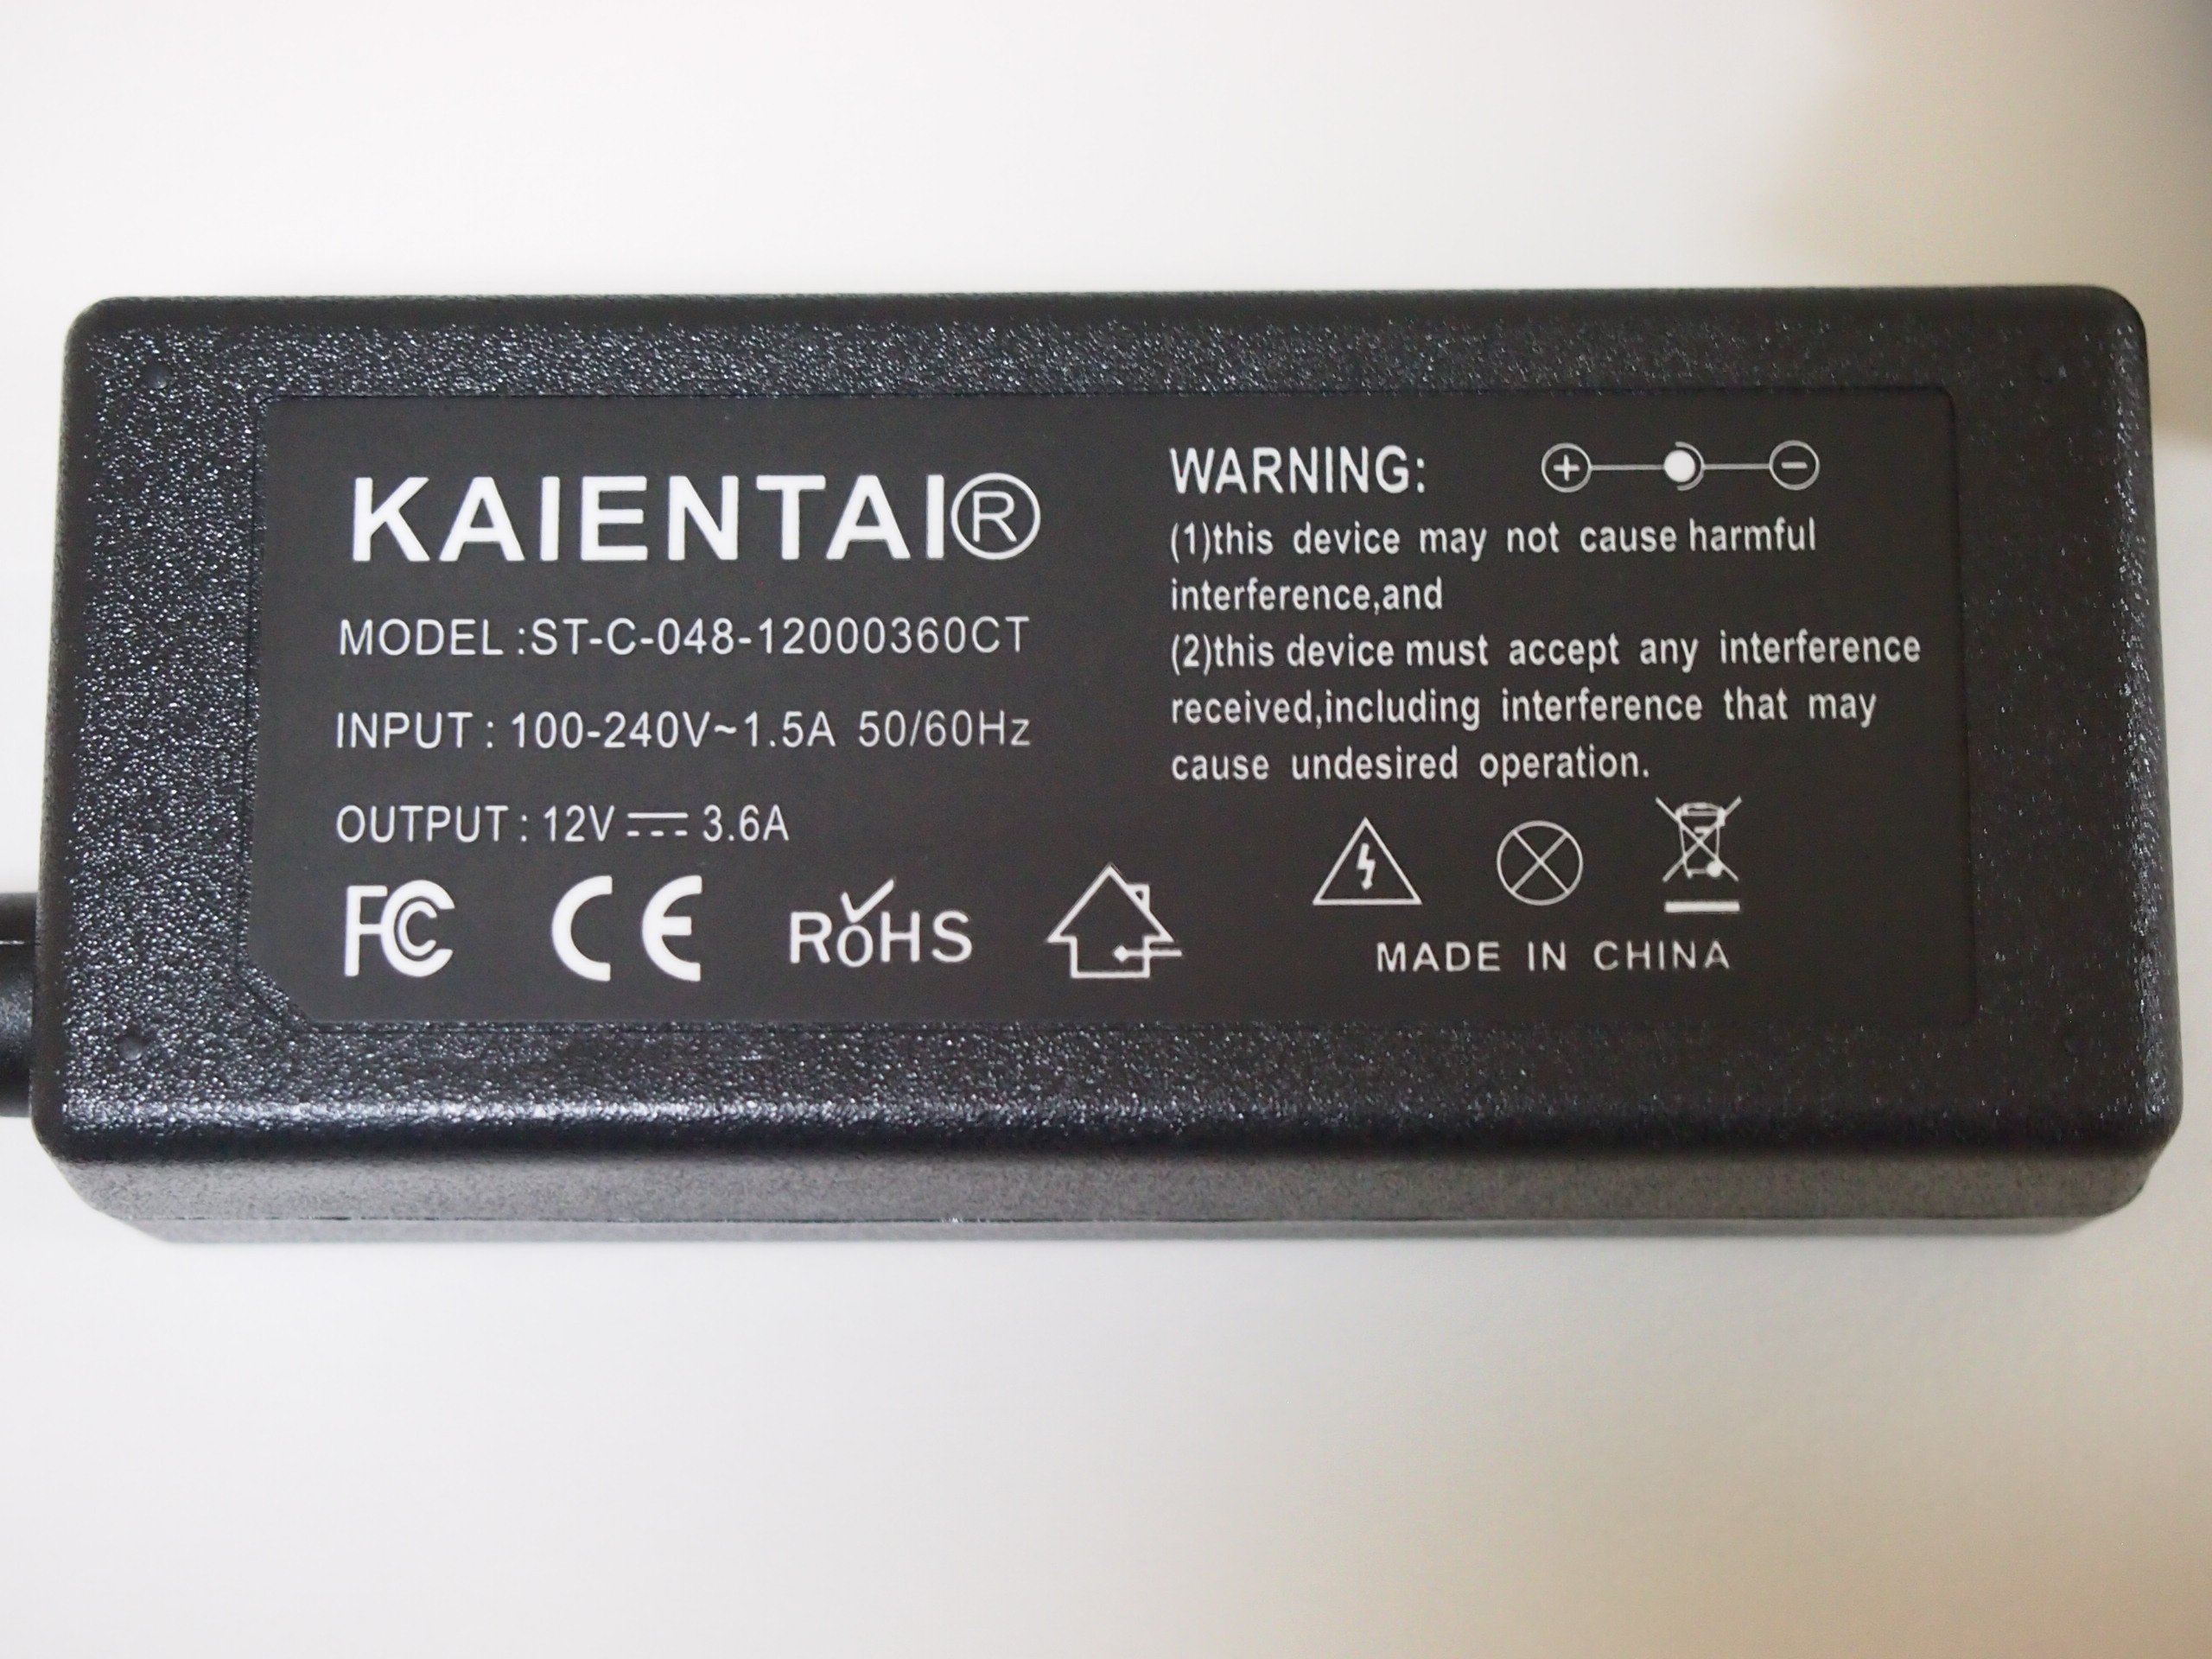 KAIENTAI®
MODEL :ST-C-048-12000360CT
INPUT : 100-240V~1.5A 50/60Hz
OUTPUT : 12V⎓3.6A
FC CE RoHS
WARNING: + −
(1)this device may not cause harmful
interference,and
(2)this device must accept any interference
received,including interference that may
cause undesired operation.
MADE IN CHINA